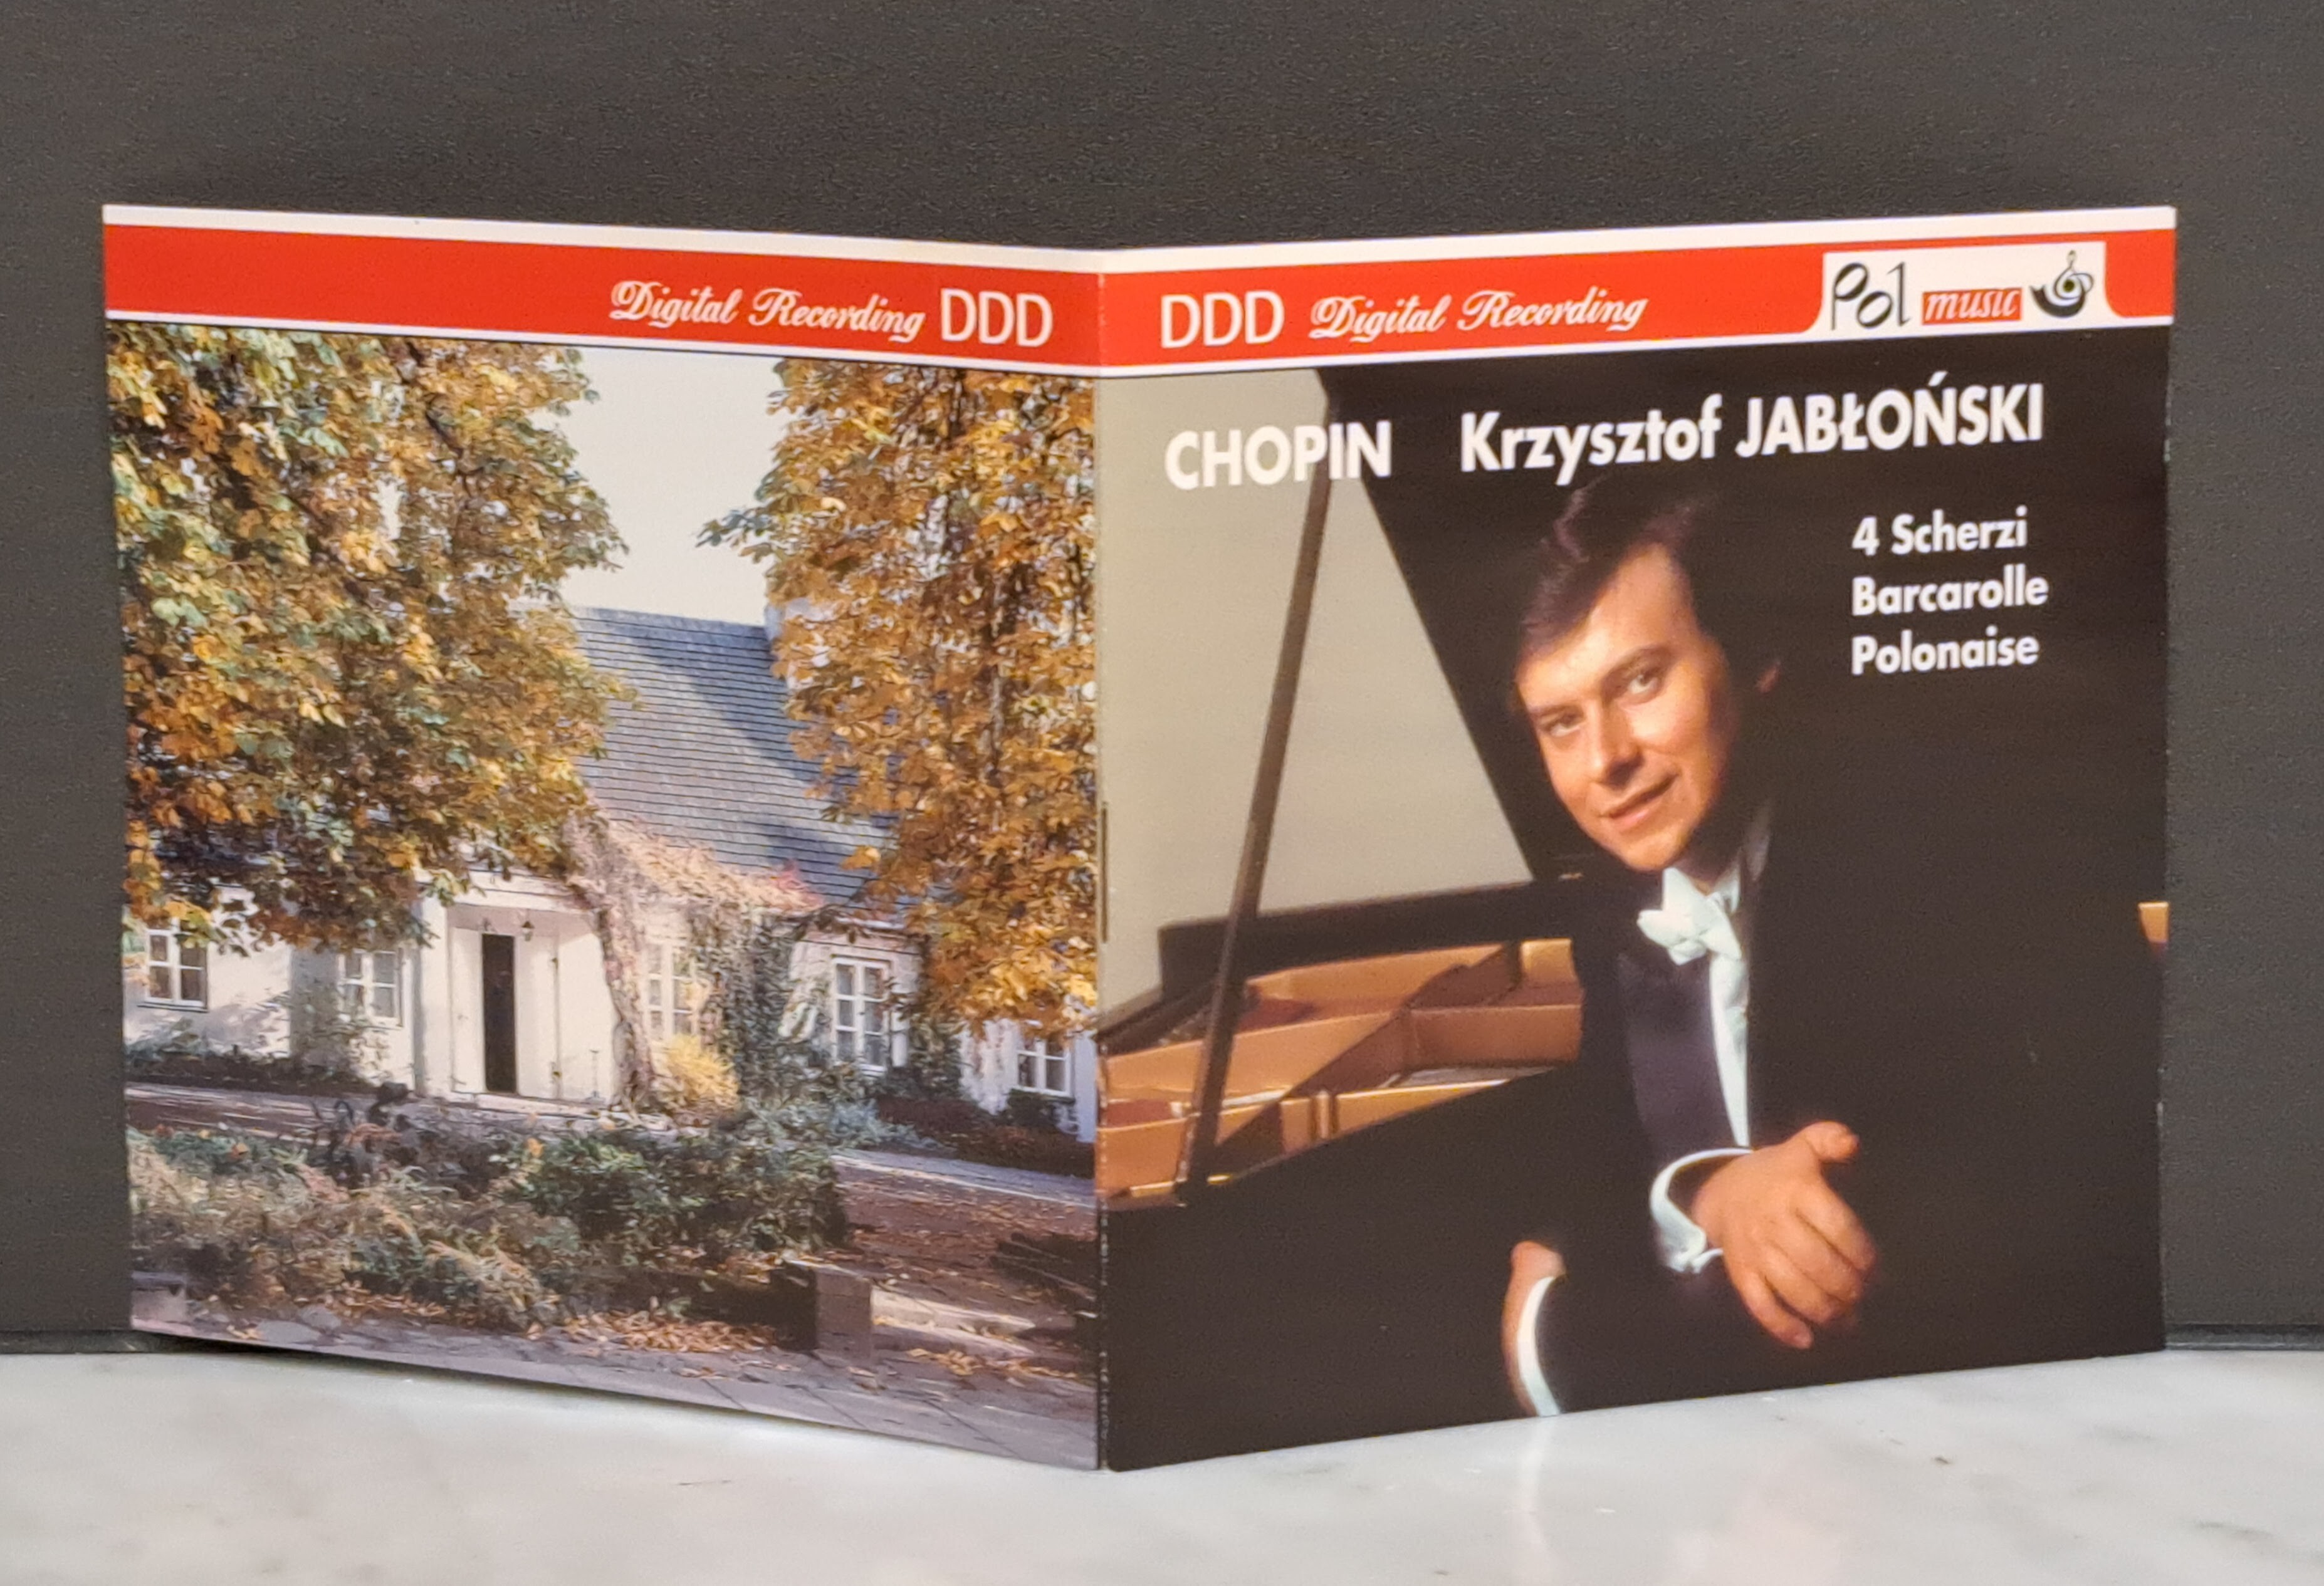 Digital Recording DDD
DDD Digital Recording
Pol music
CHOPIN Krzysztof JABŁOŃSKI
4 Scherzi
Barcarolle
Polonaise